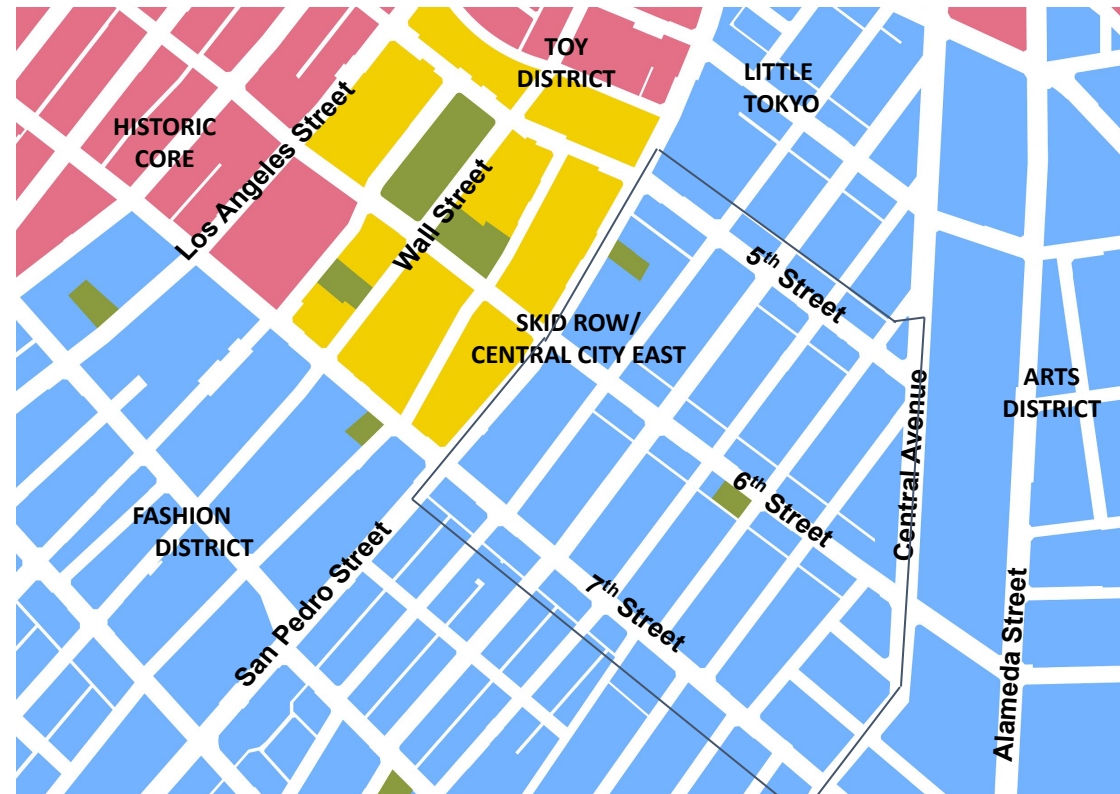 TOY
DISTRICT
LITTLE
TOKYO
HISTORIC
CORE
Los Angeles Street
Wall Street
5th Street
SKID ROW/
CENTRAL CITY EAST
ARTS
DISTRICT
Central Avenue
6th Street
FASHION
DISTRICT
San Pedro Street
7th Street
Alameda Street